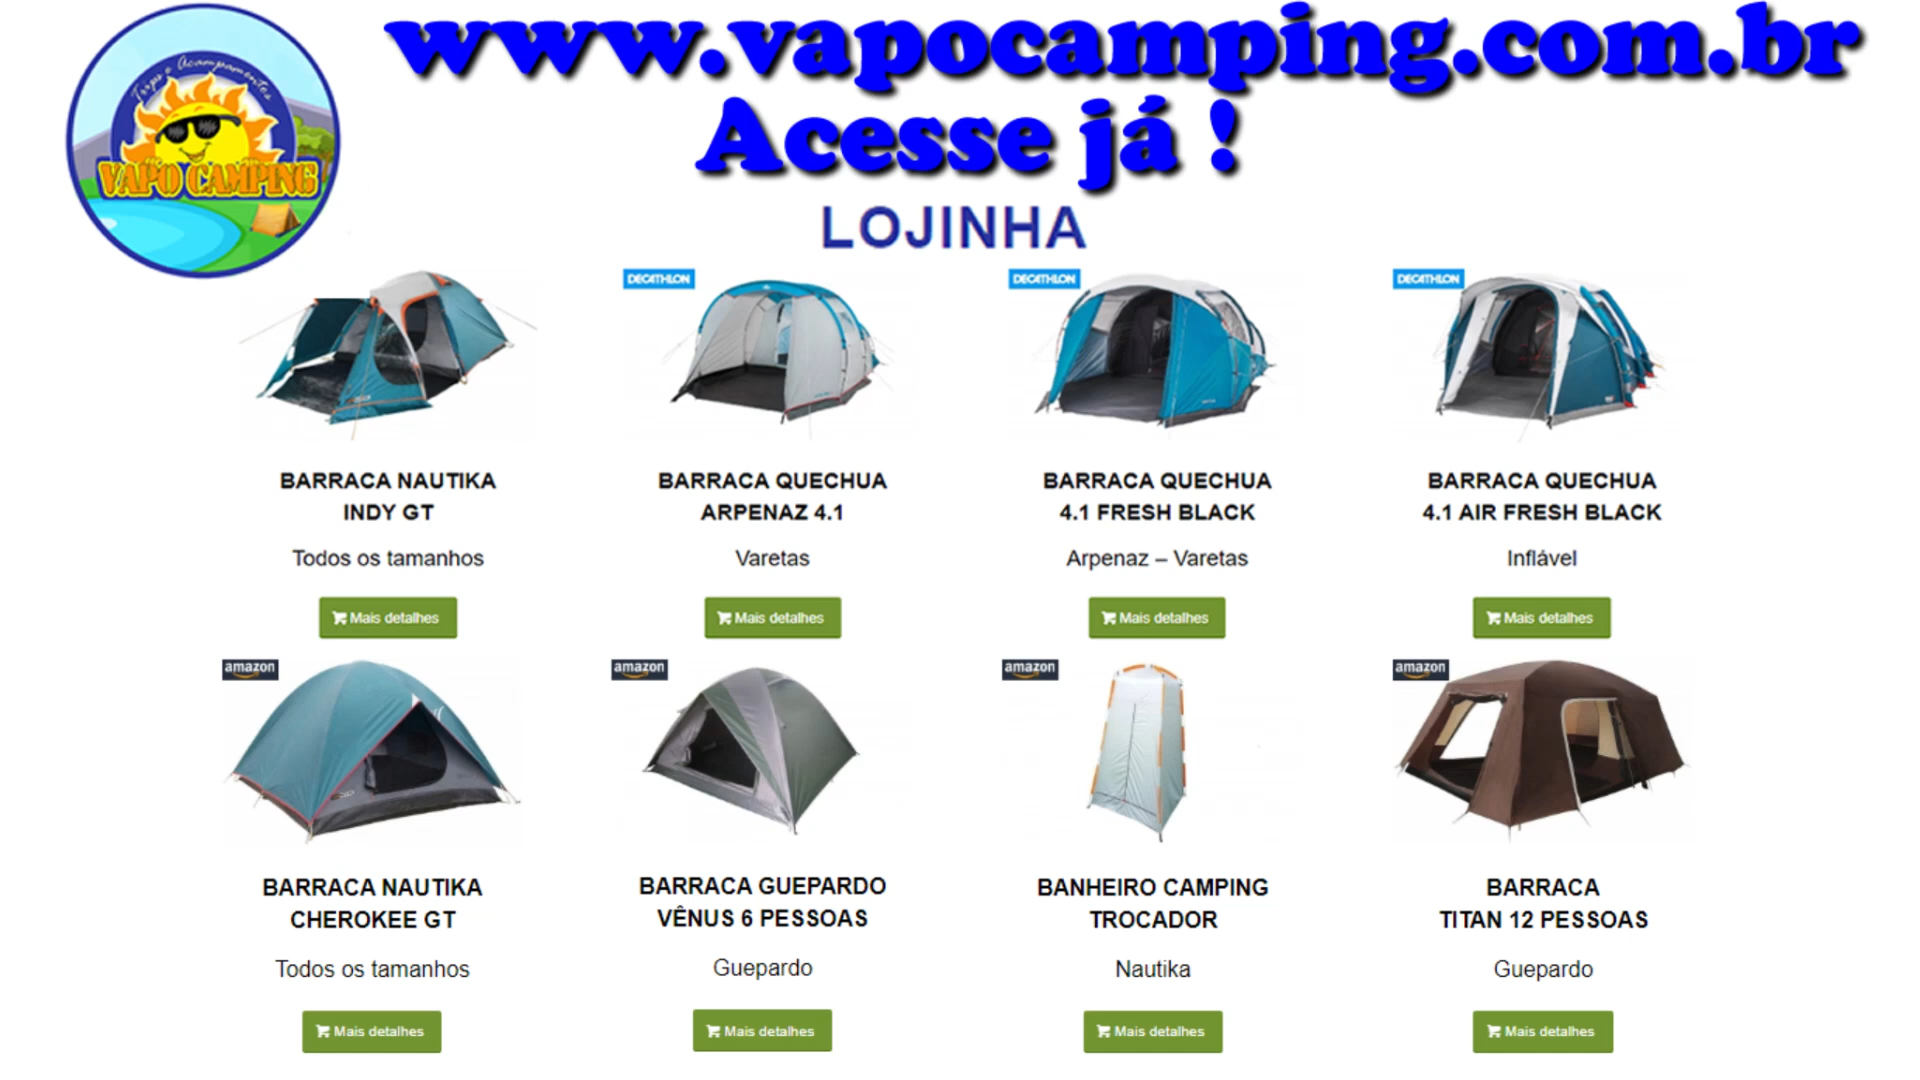 www.vapocamping.com.br
Acesse já !
Trips e Acampamentos
VAPO CAMPING
LOJINHA
DECATHLON
DECATHLON
DECATHLON
BARRACA NAUTIKA
INDY GT
Todos os tamanhos
Mais detalhes
BARRACA QUECHUA
ARPENAZ 4.1
Varetas
Mais detalhes
BARRACA QUECHUA
4.1 FRESH BLACK
Arpenaz – Varetas
Mais detalhes
BARRACA QUECHUA
4.1 AIR FRESH BLACK
Inflável
Mais detalhes
amazon
BARRACA NAUTIKA
CHEROKEE GT
Todos os tamanhos
Mais detalhes
amazon
BARRACA GUEPARDO
VÊNUS 6 PESSOAS
Guepardo
Mais detalhes
amazon
BANHEIRO CAMPING
TROCADOR
Nautika
Mais detalhes
amazon
BARRACA
TITAN 12 PESSOAS
Guepardo
Mais detalhes